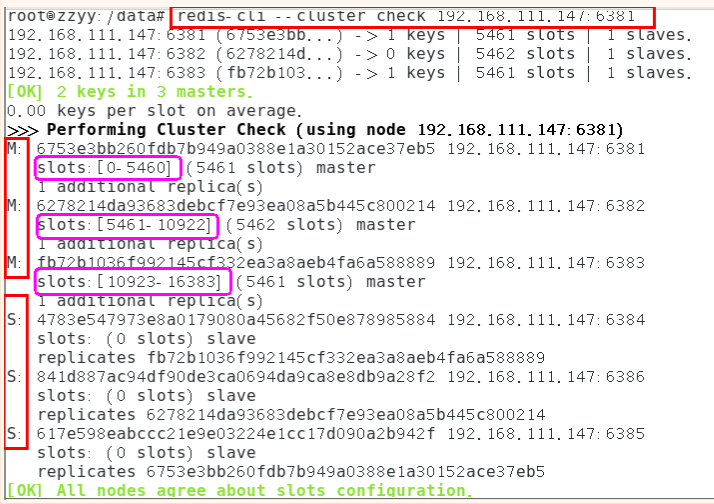 root@zzyy:/data# redis-cli --cluster check 192.168.111.147:6381
192.168.111.147:6381 (6753e3bb...) -> 1 keys | 5461 slots | 1 slaves.
192.168.111.147:6382 (6278214d...) -> 0 keys | 5462 slots | 1 slaves.
192.168.111.147:6383 (fb72b103...) -> 1 keys | 5461 slots | 1 slaves.
[OK] 2 keys in 3 masters.
0.00 keys per slot on average.
>>> Performing Cluster Check (using node 192.168.111.147:6381)
M: 6753e3bb260fdb7b949a0388e1a30152ace37eb5 192.168.111.147:6381
slots:[0-5460] (5461 slots) master
1 additional replica(s)
M: 6278214da93683debcf7e93ea08a5b445c800214 192.168.111.147:6382
slots:[5461-10922] (5462 slots) master
1 additional replica(s)
M: fb72b1036f992145cf332ea3a8aeb4fa6a588889 192.168.111.147:6383
slots:[10923-16383] (5461 slots) master
1 additional replica(s)
S: 4783e547973e8a0179080a45682f50e878985884 192.168.111.147:6384
slots: (0 slots) slave
replicates fb72b1036f992145cf332ea3a8aeb4fa6a588889
S: 841d887ac94df90de3ca0694da9ca8e8db9a28f2 192.168.111.147:6386
slots: (0 slots) slave
replicates 6278214da93683debcf7e93ea08a5b445c800214
S: 617e598eabccc21e9e03224e1cc17d090a2b942f 192.168.111.147:6385
slots: (0 slots) slave
replicates 6753e3bb260fdb7b949a0388e1a30152ace37eb5
[OK] All nodes agree about slots configuration.